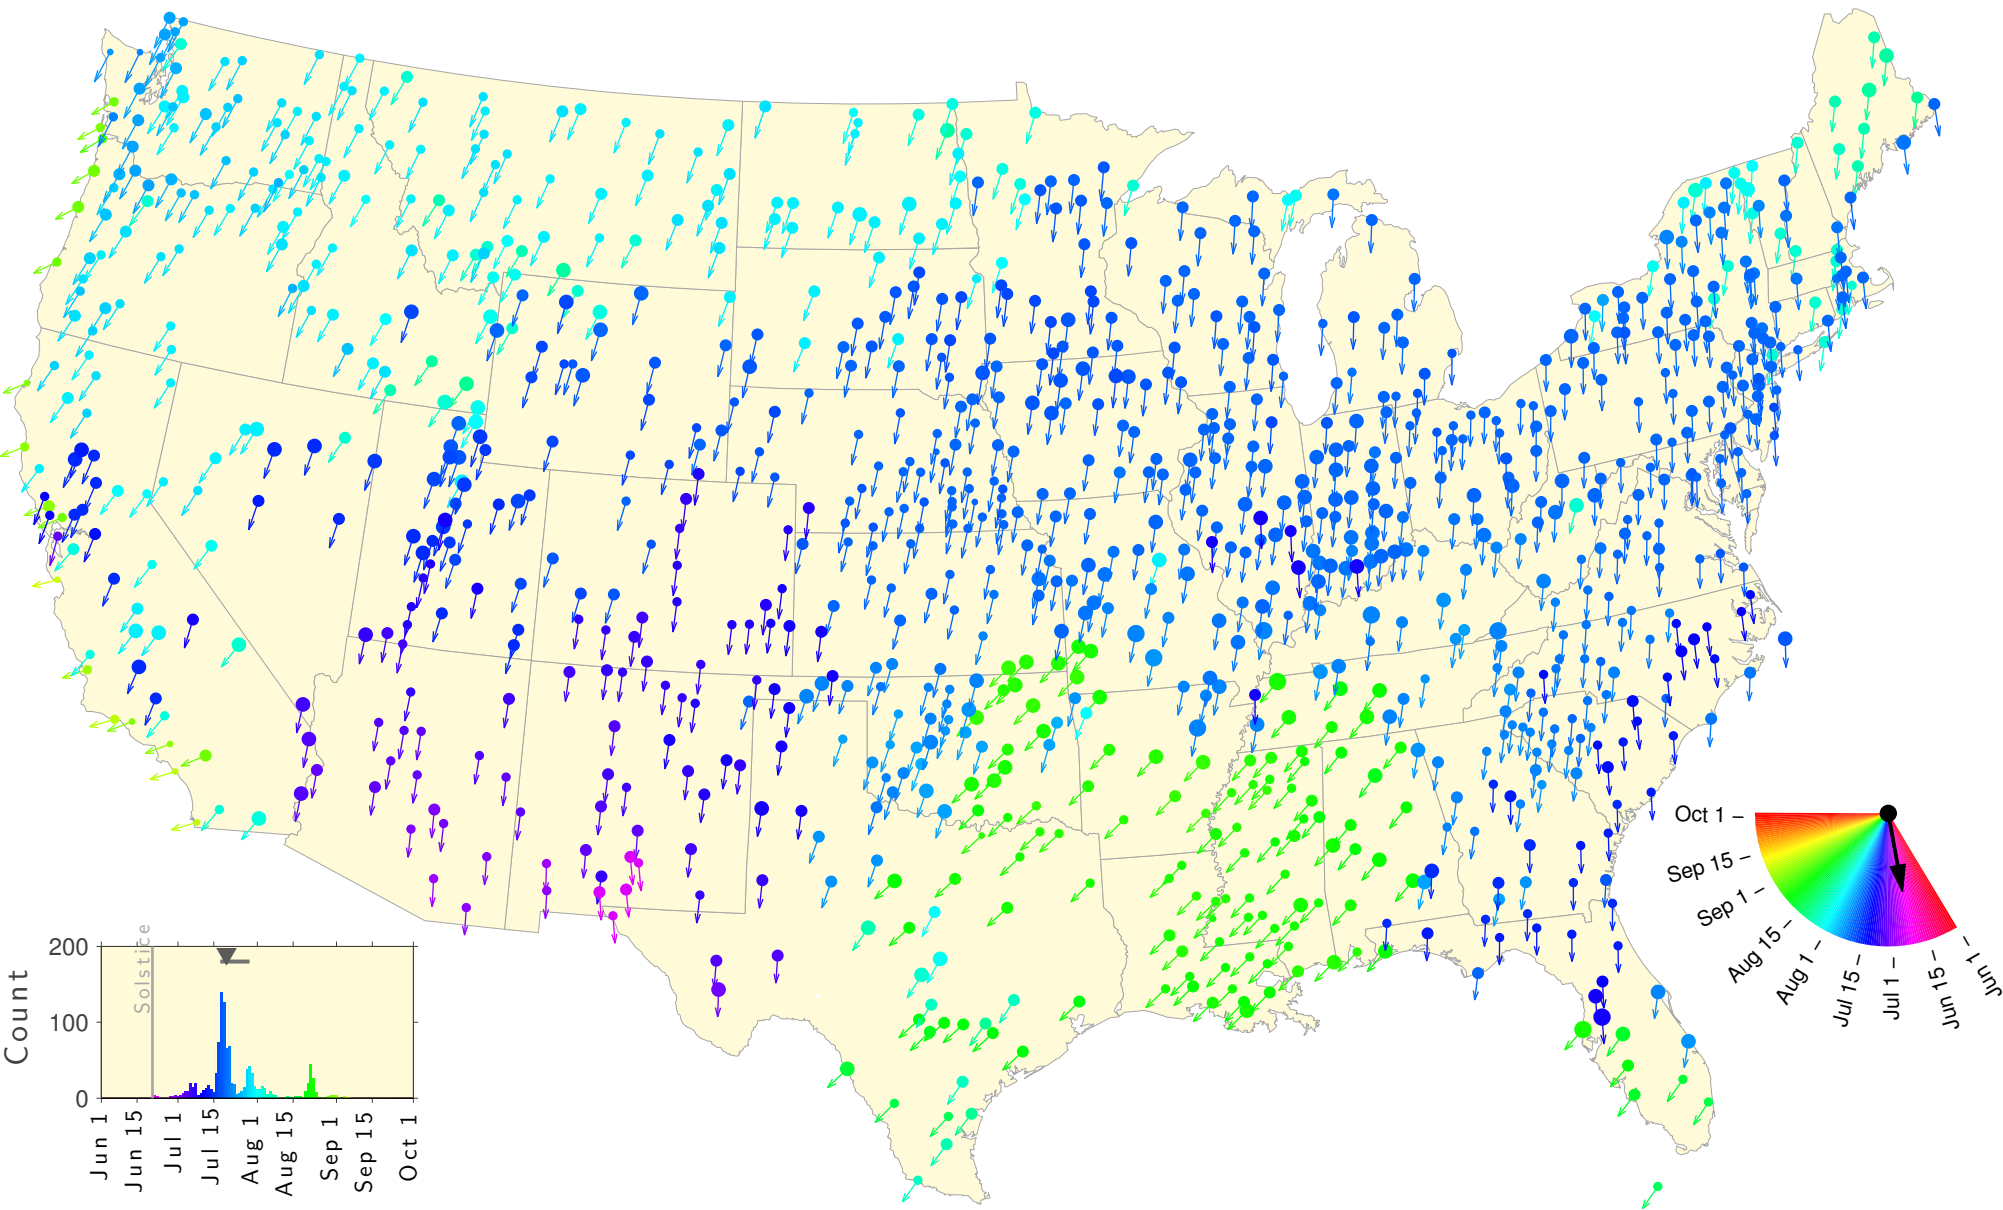 Oct 1 –
Sep 15 –
Sep 1 –
Aug 15 –
Aug 1 –
Jul 15 –
Jul 1 –
Jun 15 –
Jun 1 –
Solstice
Count
200
100
0
Jun 1
Jun 15
Jul 1
Jul 15
Aug 1
Aug 15
Sep 1
Sep 15
Oct 1